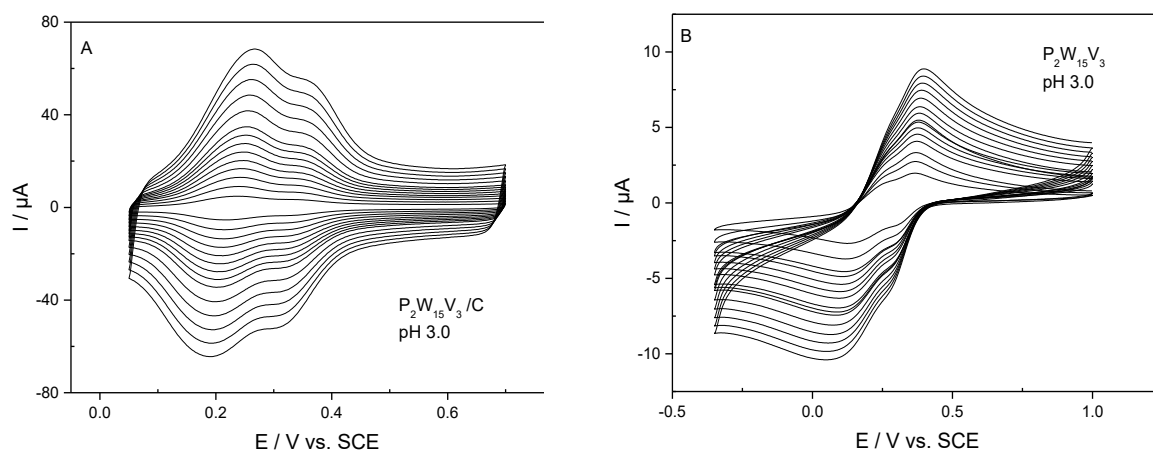 A
80
40
0
-40
-80
I / µA
P₂W₁₅V₃ /C
pH 3.0
0.0 0.2 0.4 0.6
E / V vs. SCE
B
P₂W₁₅V₃
pH 3.0
10
5
0
-5
-10
I / µA
-0.5 0.0 0.5 1.0
E / V vs. SCE